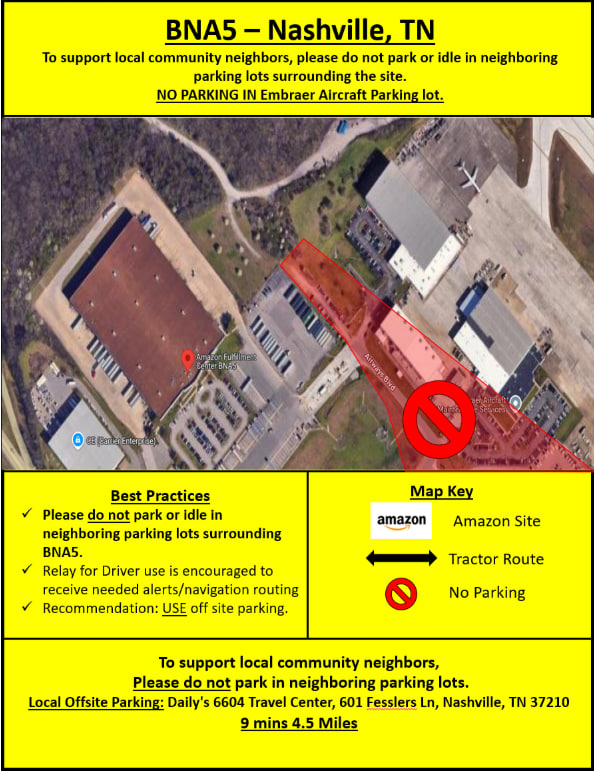 BNA5 – Nashville, TN
To support local community neighbors, please do not park or idle in neighboring
parking lots surrounding the site.
NO PARKING IN Embraer Aircraft Parking lot.
Amazon Fulfillment
Center BNA5
Airways Blvd
CE (Carrier Enterprise)
Aircraft
Services
Best Practices
✓ Please do not park or idle in
neighboring parking lots surrounding
BNA5.
✓ Relay for Driver use is encouraged to
receive needed alerts/navigation routing
✓ Recommendation: USE off site parking.
Map Key
amazon Amazon Site
Tractor Route
No Parking
To support local community neighbors,
Please do not park in neighboring parking lots.
Local Offsite Parking: Daily's 6604 Travel Center, 601 Fesslers Ln, Nashville, TN 37210
9 mins 4.5 Miles